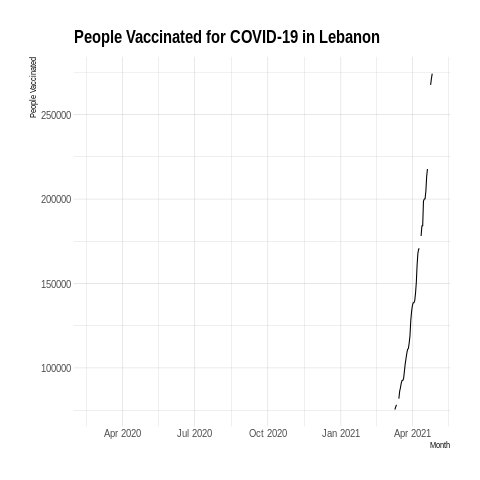 People Vaccinated for COVID-19 in Lebanon
People Vaccinated
250000
200000
150000
100000
Apr 2020 Jul 2020 Oct 2020 Jan 2021 Apr 2021
Month